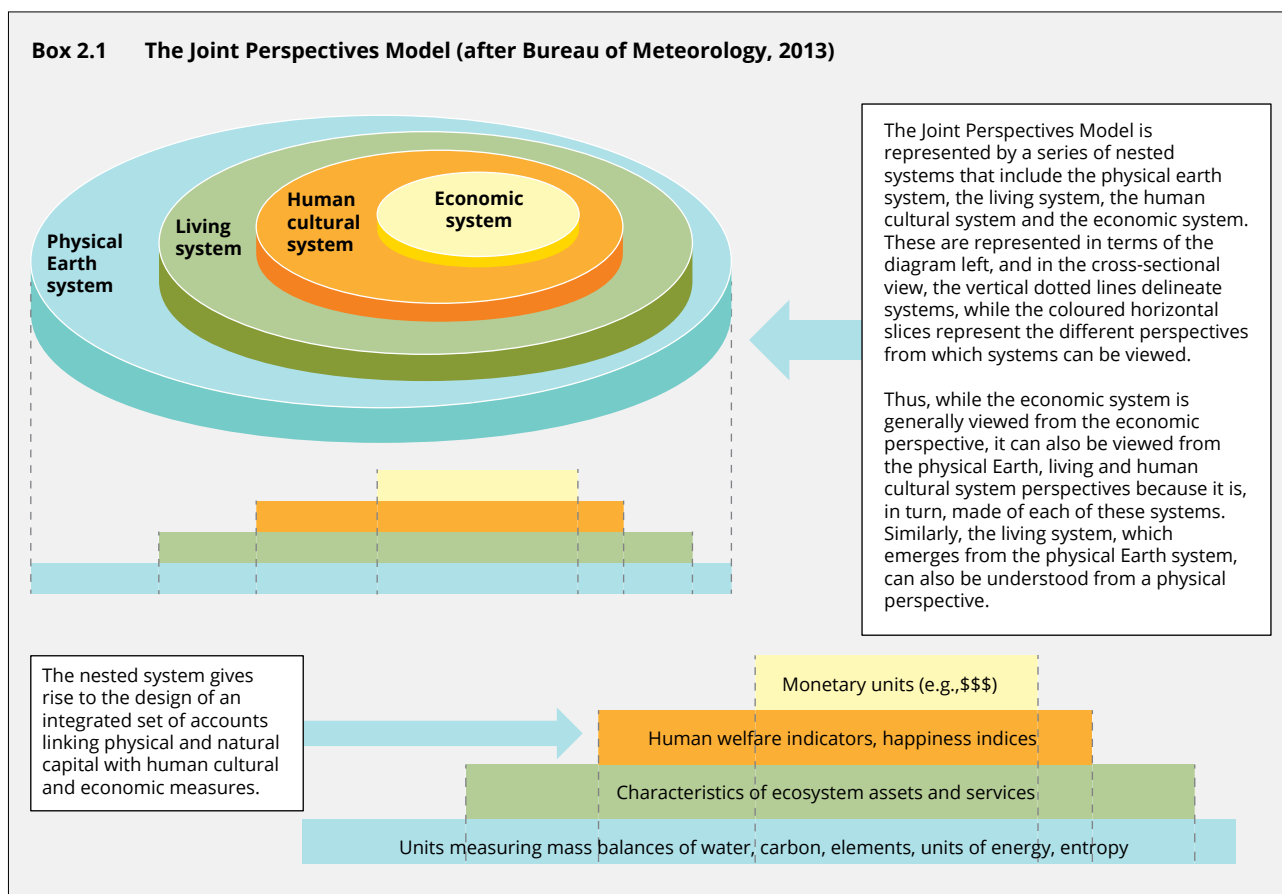 Box 2.1 The Joint Perspectives Model (after Bureau of Meteorology, 2013)
Economic
system
Human
cultural
system
Living
system
Physical
Earth
system
The Joint Perspectives Model is
represented by a series of nested
systems that include the physical earth
system, the living system, the human
cultural system and the economic system.
These are represented in terms of the
diagram left, and in the cross-sectional
view, the vertical dotted lines delineate
systems, while the coloured horizontal
slices represent the different perspectives
from which systems can be viewed.
Thus, while the economic system is
generally viewed from the economic
perspective, it can also be viewed from
the physical Earth, living and human
cultural system perspectives because it is,
in turn, made of each of these systems.
Similarly, the living system, which
emerges from the physical Earth system,
can also be understood from a physical
perspective.
The nested system gives
rise to the design of an
integrated set of accounts
linking physical and natural
capital with human cultural
and economic measures.
Monetary units (e.g.,$$$)
Human welfare indicators, happiness indices
Characteristics of ecosystem assets and services
Units measuring mass balances of water, carbon, elements, units of energy, entropy